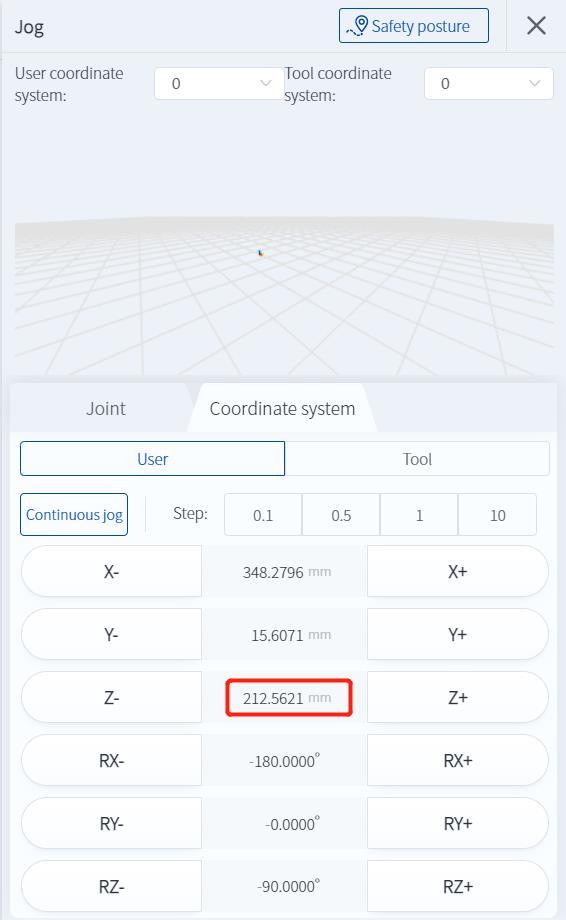 Jog
Safety posture
User coordinate
system:
0
Tool coordinate
system:
0
Joint
Coordinate system
User
Tool
Continuous jog
Step:
0.1
0.5
1
10
X-
348.2796 mm
X+
Y-
15.6071 mm
Y+
Z-
212.5621 mm
Z+
RX-
-180.0000°
RX+
RY-
-0.0000°
RY+
RZ-
-90.0000°
RZ+